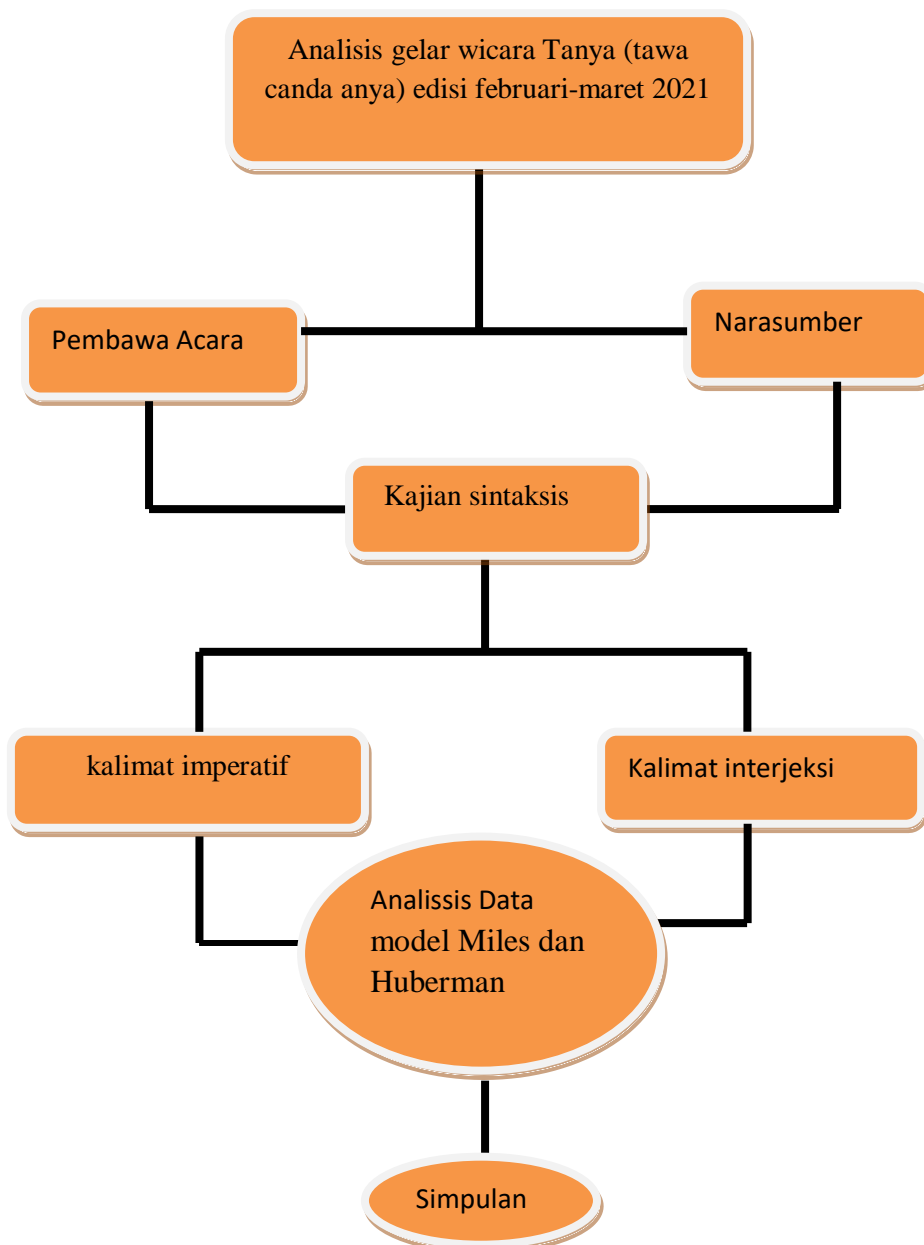 Analisis gelar wicara Tanya (tawa
canda anya) edisi februari-maret 2021
Pembawa Acara
Narasumber
Kajian sintaksis
kalimat imperatif
Kalimat interjeksi
Analissis Data
model Miles dan
Huberman
Simpulan